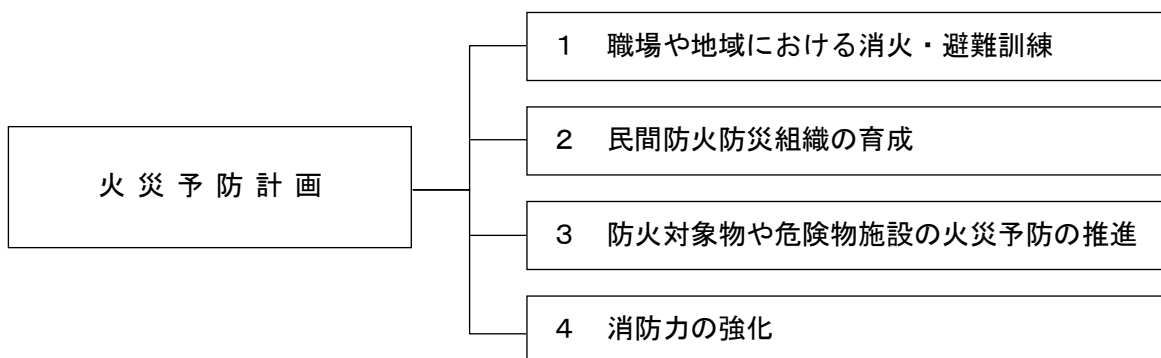 火災予防計画
１　職場や地域における消火・避難訓練
２　民間防火防災組織の育成
３　防火対象物や危険物施設の火災予防の推進
４　消防力の強化